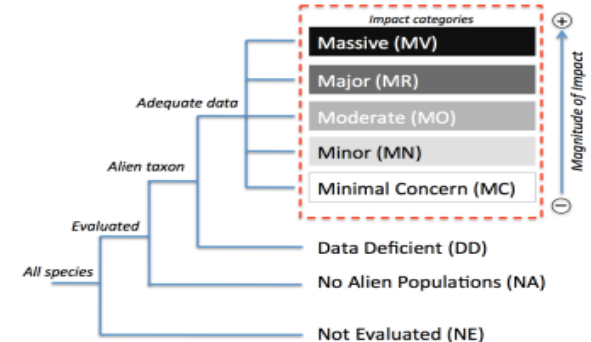 Impact categories
Massive (MV)
Major (MR)
Adequate data
Moderate (MO)
Minor (MN)
Alien taxon
Minimal Concern (MC)
Magnitude of Impact
Evaluated
Data Deficient (DD)
All species
No Alien Populations (NA)
Not Evaluated (NE)